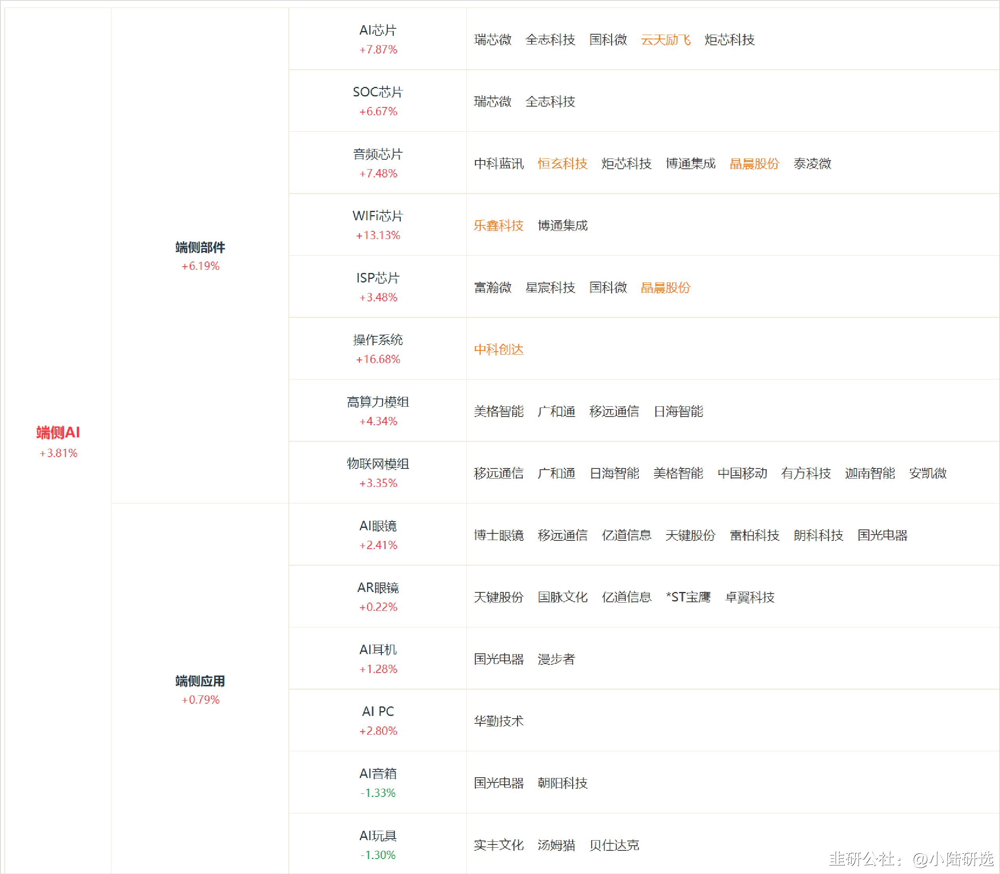 端侧AI
+3.81%
端侧部件
+6.19%
AI芯片
+7.87%
瑞芯微 全志科技 国科微 云天励飞 炬芯科技
SOC芯片
+6.67%
瑞芯微 全志科技
音频芯片
+7.48%
中科蓝讯 恒玄科技 炬芯科技 博通集成 晶晨股份 泰凌微
WIFi芯片
+13.13%
乐鑫科技 博通集成
ISP芯片
+3.48%
富瀚微 星宸科技 国科微 晶晨股份
操作系统
+16.68%
中科创达
高算力模组
+4.34%
美格智能 广和通 移远通信 日海智能
物联网模组
+3.35%
移远通信 广和通 日海智能 美格智能 中国移动 有方科技 迦南智能 安凯微
端侧应用
+0.79%
AI眼镜
+2.41%
博士眼镜 移远通信 亿道信息 天键股份 雷柏科技 朗科科技 国光电器
AR眼镜
+0.22%
天键股份 国脉文化 亿道信息 *ST宝鹰 卓翼科技
AI耳机
+1.28%
国光电器 漫步者
AI PC
+2.80%
华勤技术
AI音箱
-1.33%
国光电器 朝阳科技
AI玩具
-1.30%
实丰文化 汤姆猫 贝仕达克
韭研公社：@小陆研选